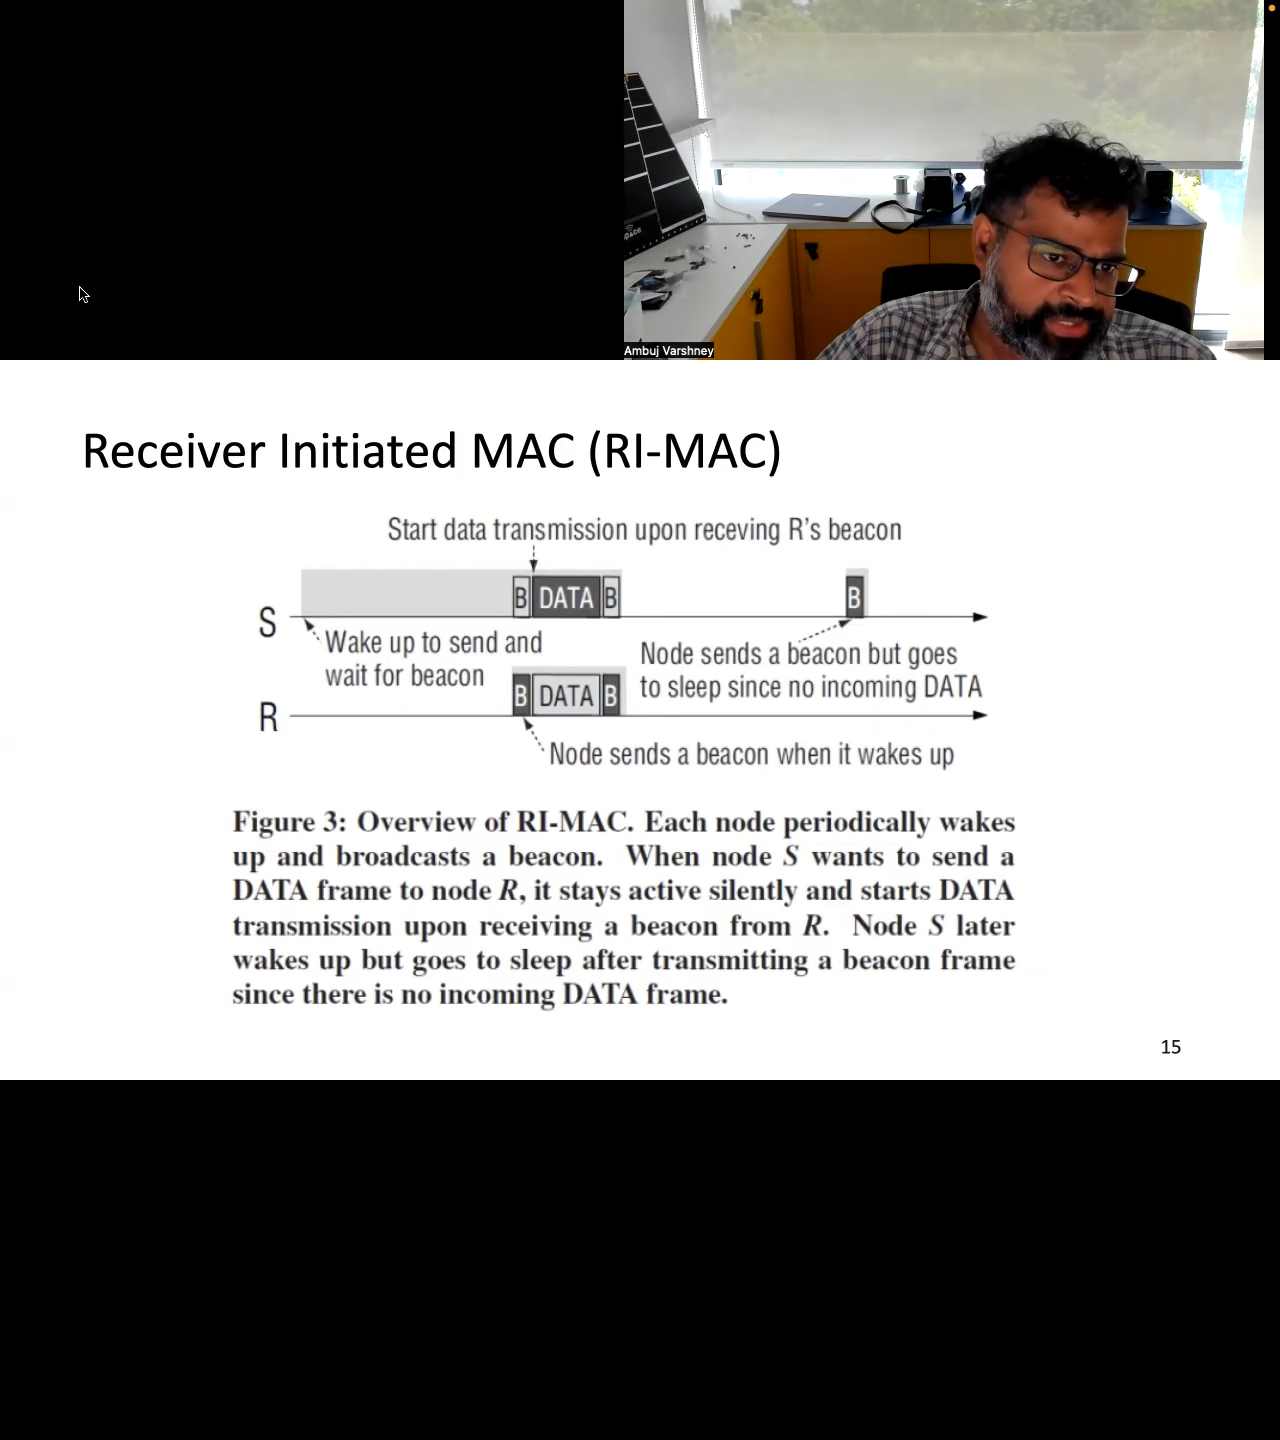 space
Ambuj Varshney
Receiver Initiated MAC (RI-MAC)
Start data transmission upon receving R's beacon
B DATA B
B
S
Wake up to send and
wait for beacon
Node sends a beacon but goes
to sleep since no incoming DATA
B DATA B
R
Node sends a beacon when it wakes up
Figure 3: Overview of RI-MAC. Each node periodically wakes
up and broadcasts a beacon. When node S wants to send a
DATA frame to node R, it stays active silently and starts DATA
transmission upon receiving a beacon from R. Node S later
wakes up but goes to sleep after transmitting a beacon frame
since there is no incoming DATA frame.
15